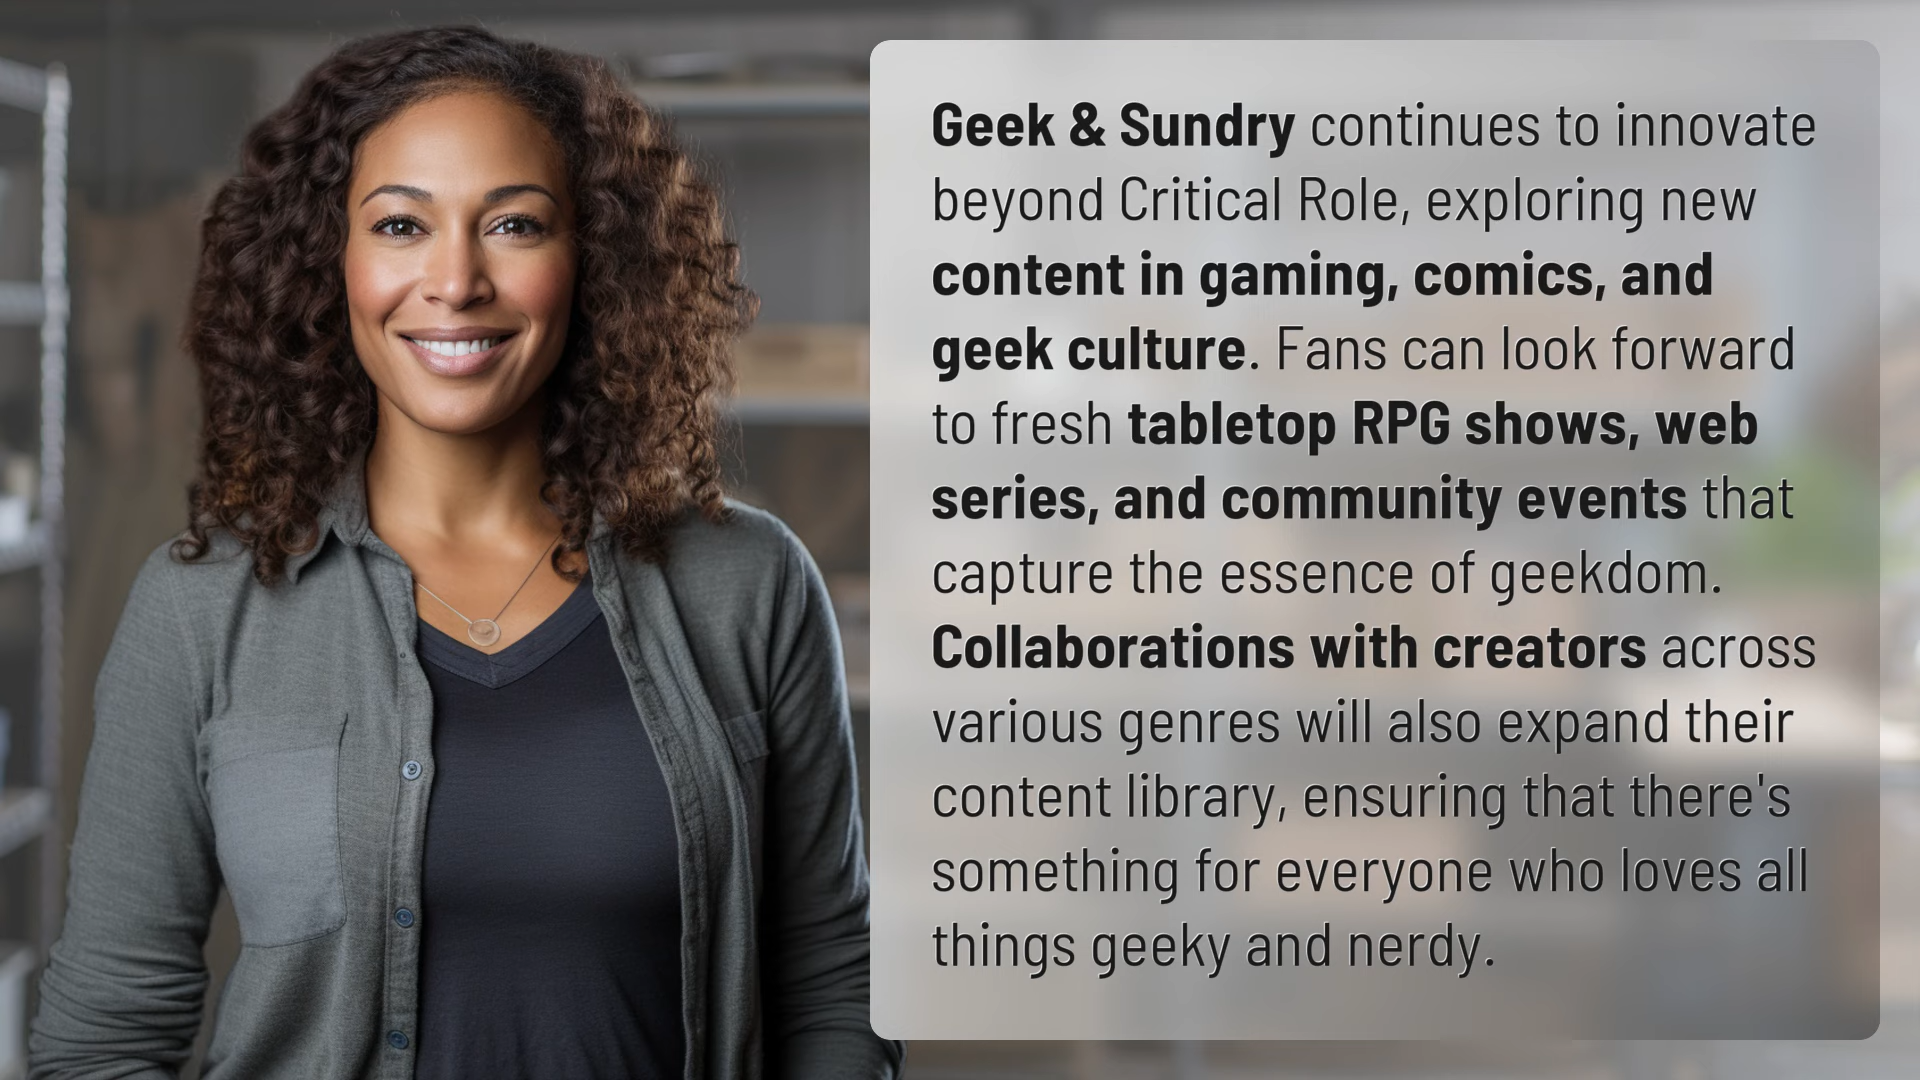 Geek & Sundry continues to innovate
beyond Critical Role, exploring new
content in gaming, comics, and
geek culture. Fans can look forward
to fresh tabletop RPG shows, web
series, and community events that
capture the essence of geekdom.
Collaborations with creators across
various genres will also expand their
content library, ensuring that there's
something for everyone who loves all
things geeky and nerdy.